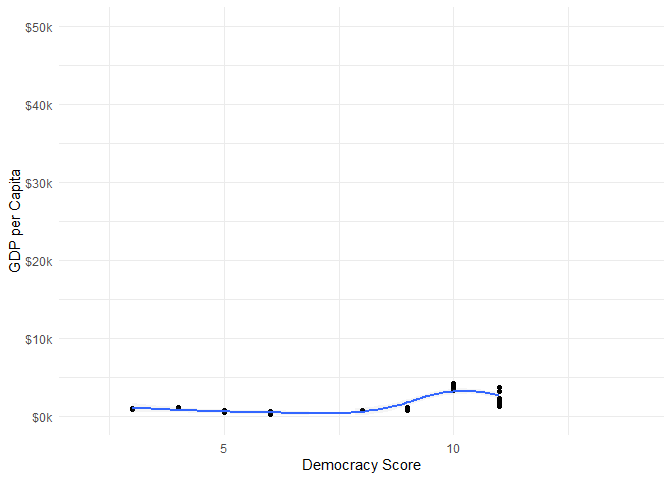 $50k
$40k
$30k
$20k
$10k
$0k
GDP per Capita
5 10
Democracy Score